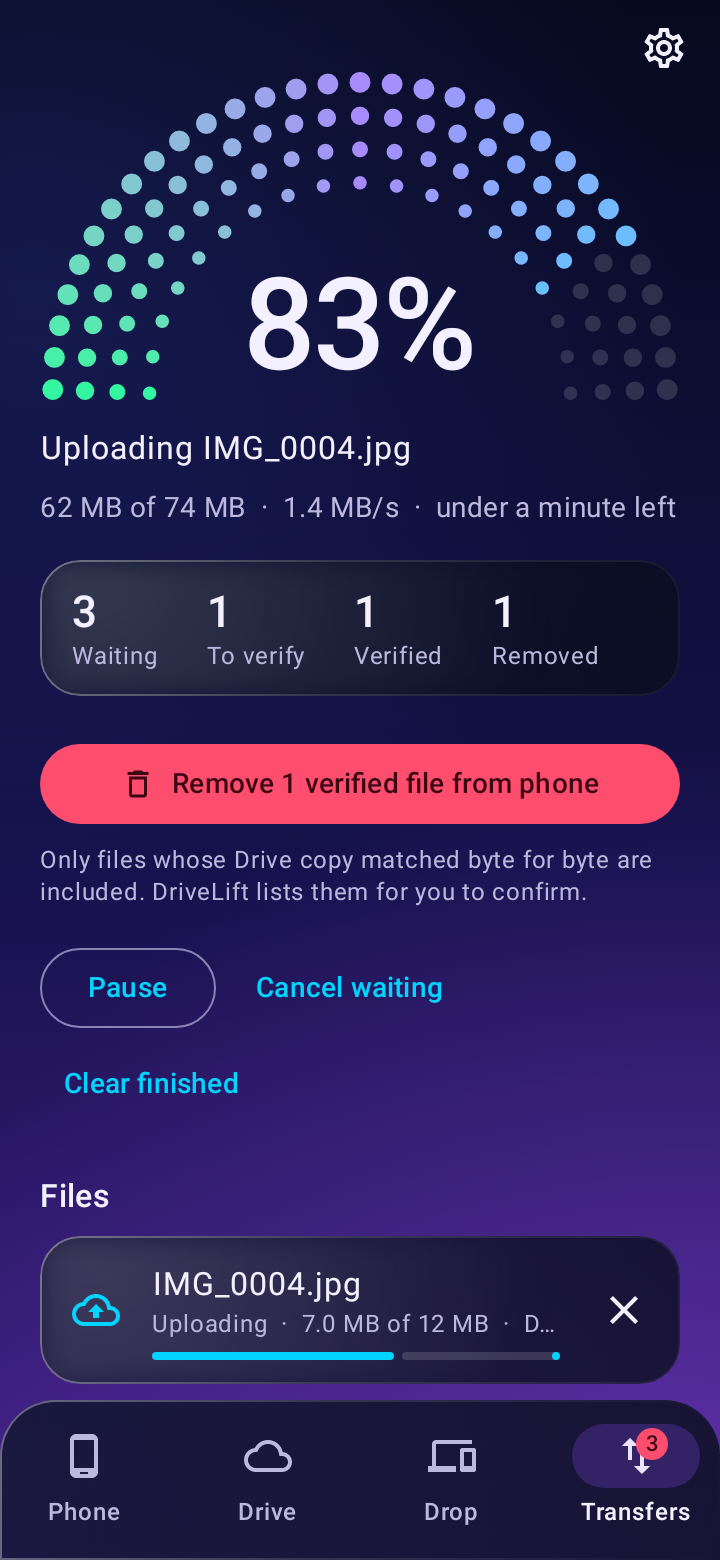 83%
Uploading IMG_0004.jpg
62 MB of 74 MB · 1.4 MB/s · under a minute left
3 1 1 1
Waiting To verify Verified Removed
Remove 1 verified file from phone
Only files whose Drive copy matched byte for byte are
included. DriveLift lists them for you to confirm.
Pause Cancel waiting
Clear finished
Files
IMG_0004.jpg
Uploading · 7.0 MB of 12 MB · D…
3
Phone Drive Drop Transfers